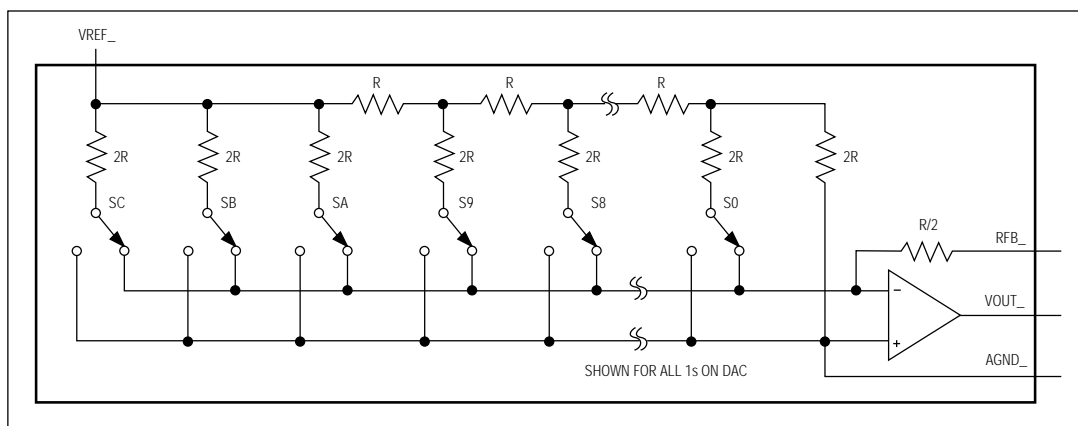 VREF_
R R R
2R 2R 2R 2R 2R 2R 2R
SC SB SA S9 S8 S0
R/2
RFB_
−
VOUT_
+
AGND_
SHOWN FOR ALL 1s ON DAC